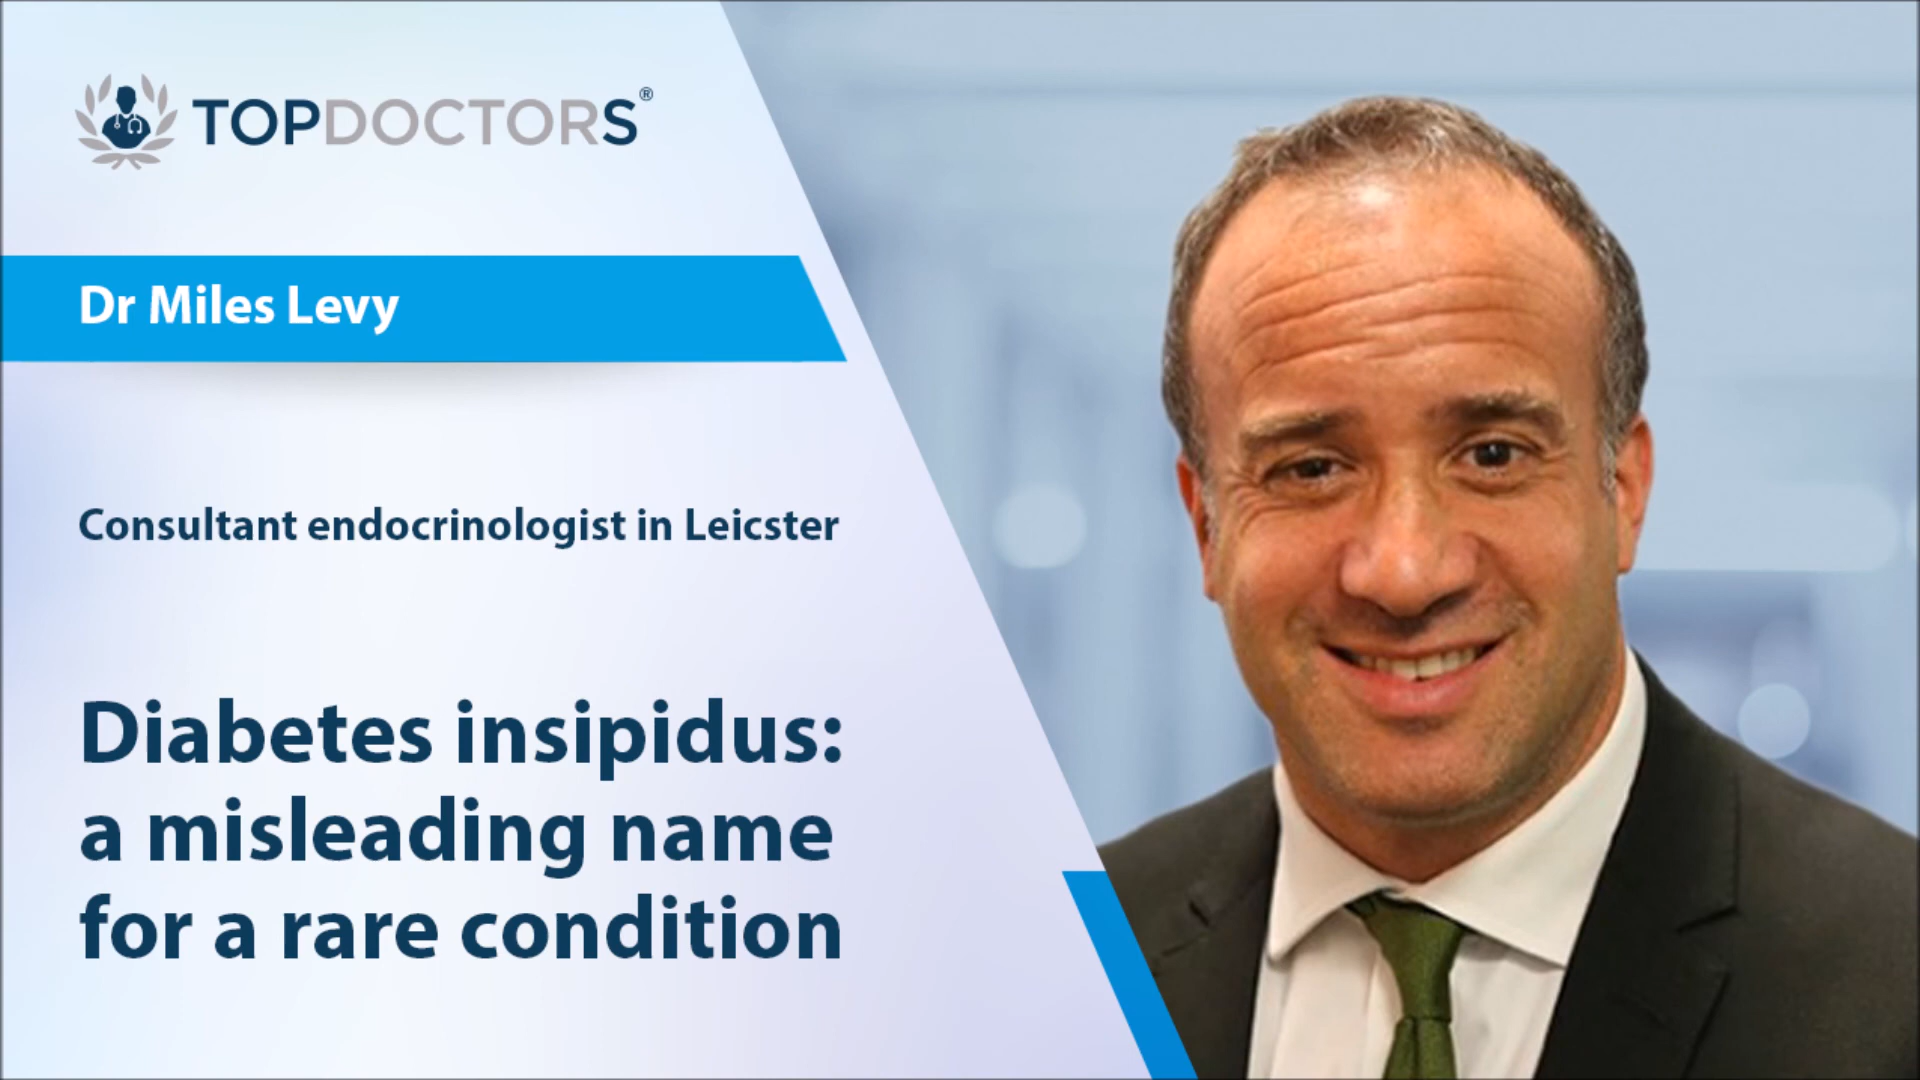 TOPDOCTORS®
Dr Miles Levy
Consultant endocrinologist in Leicster
Diabetes insipidus:
a misleading name
for a rare condition